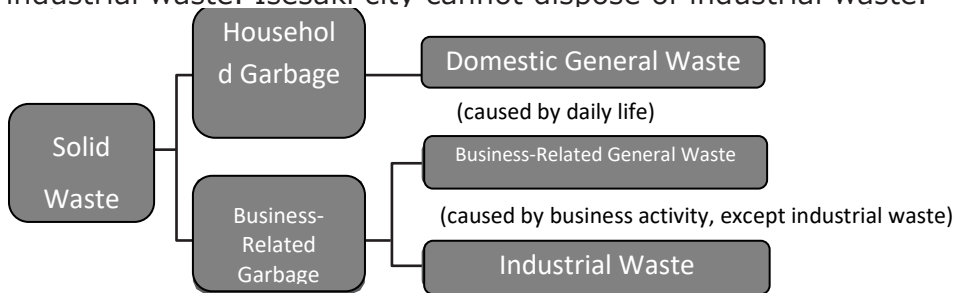 industrial waste. Isesaki city cannot dispose of industrial waste.
Househol
d Garbage
Domestic General Waste
(caused by daily life)
Solid
Waste
Business-Related General Waste
(caused by business activity, except industrial waste)
Business-
Related
Garbage
Industrial Waste